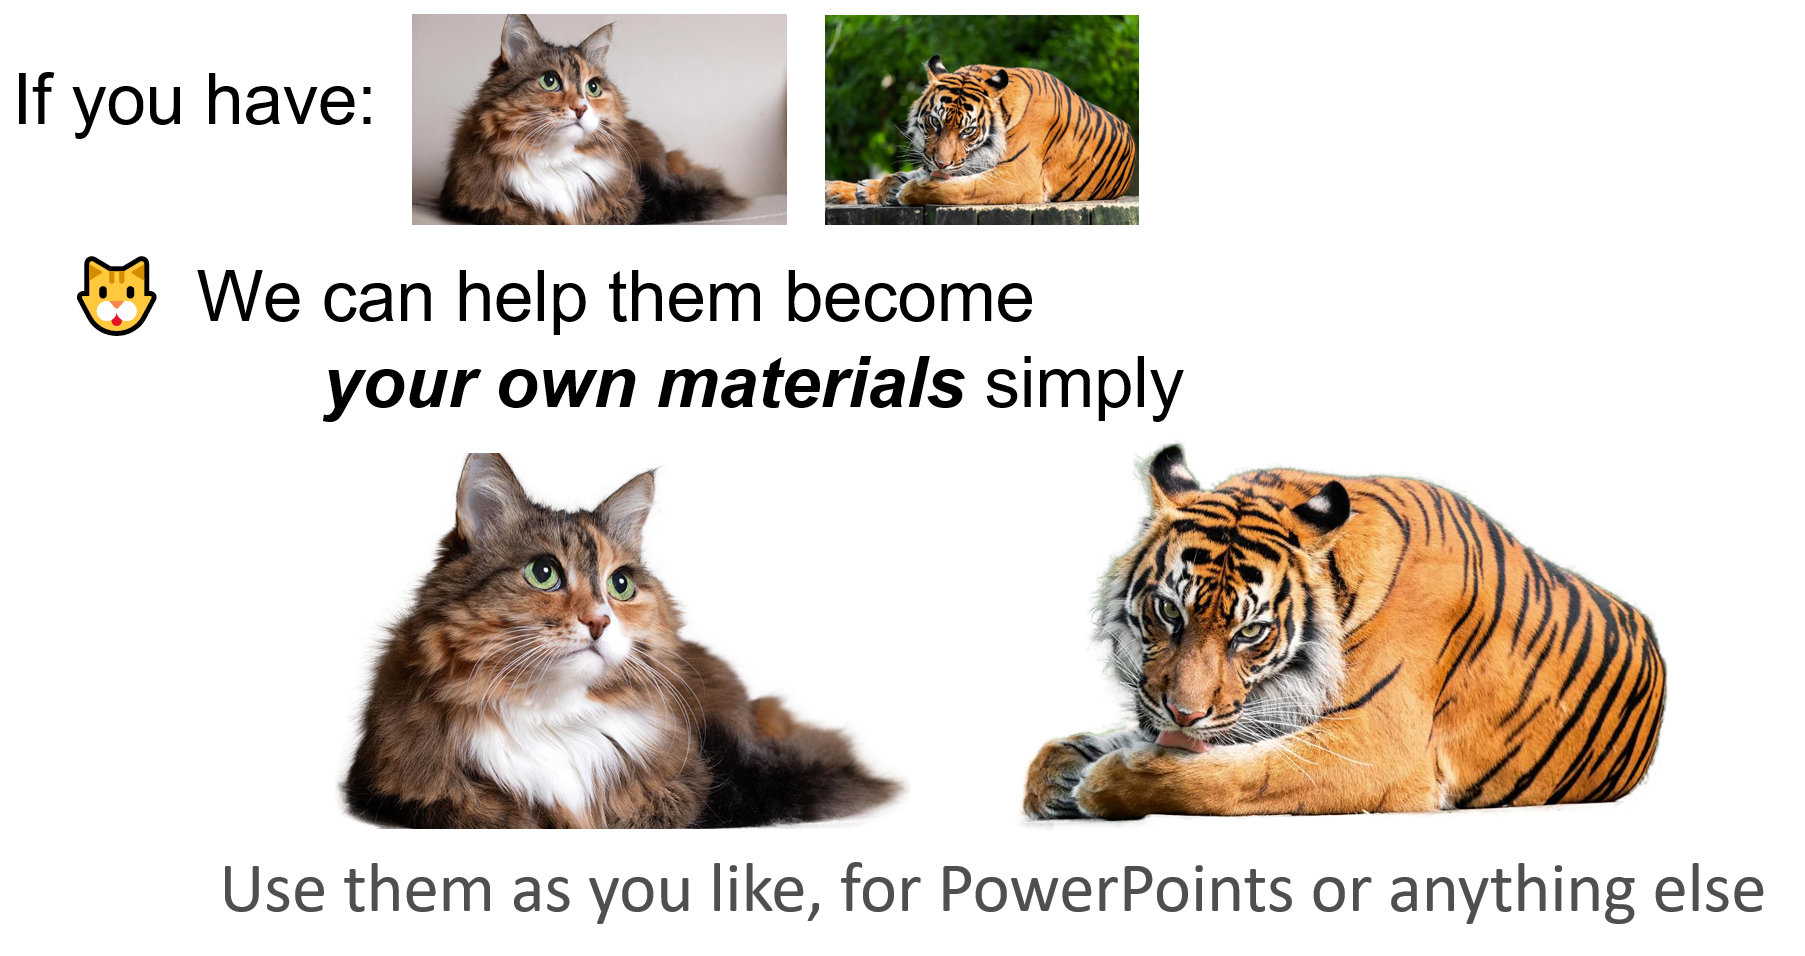 If you have:
We can help them become
your own materials simply
Use them as you like, for PowerPoints or anything else